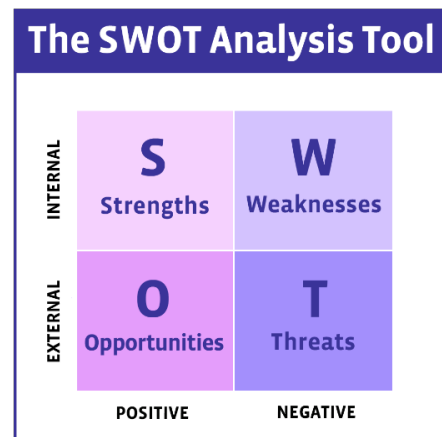 The SWOT Analysis Tool
INTERNAL
S
Strengths
W
Weaknesses
EXTERNAL
O
Opportunities
T
Threats
POSITIVE
NEGATIVE